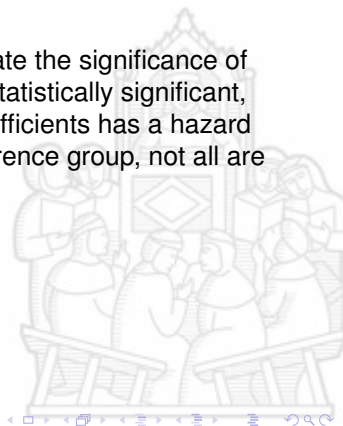 ate the significance of
tatistically significant,
fficients has a hazard
rence group, not all are